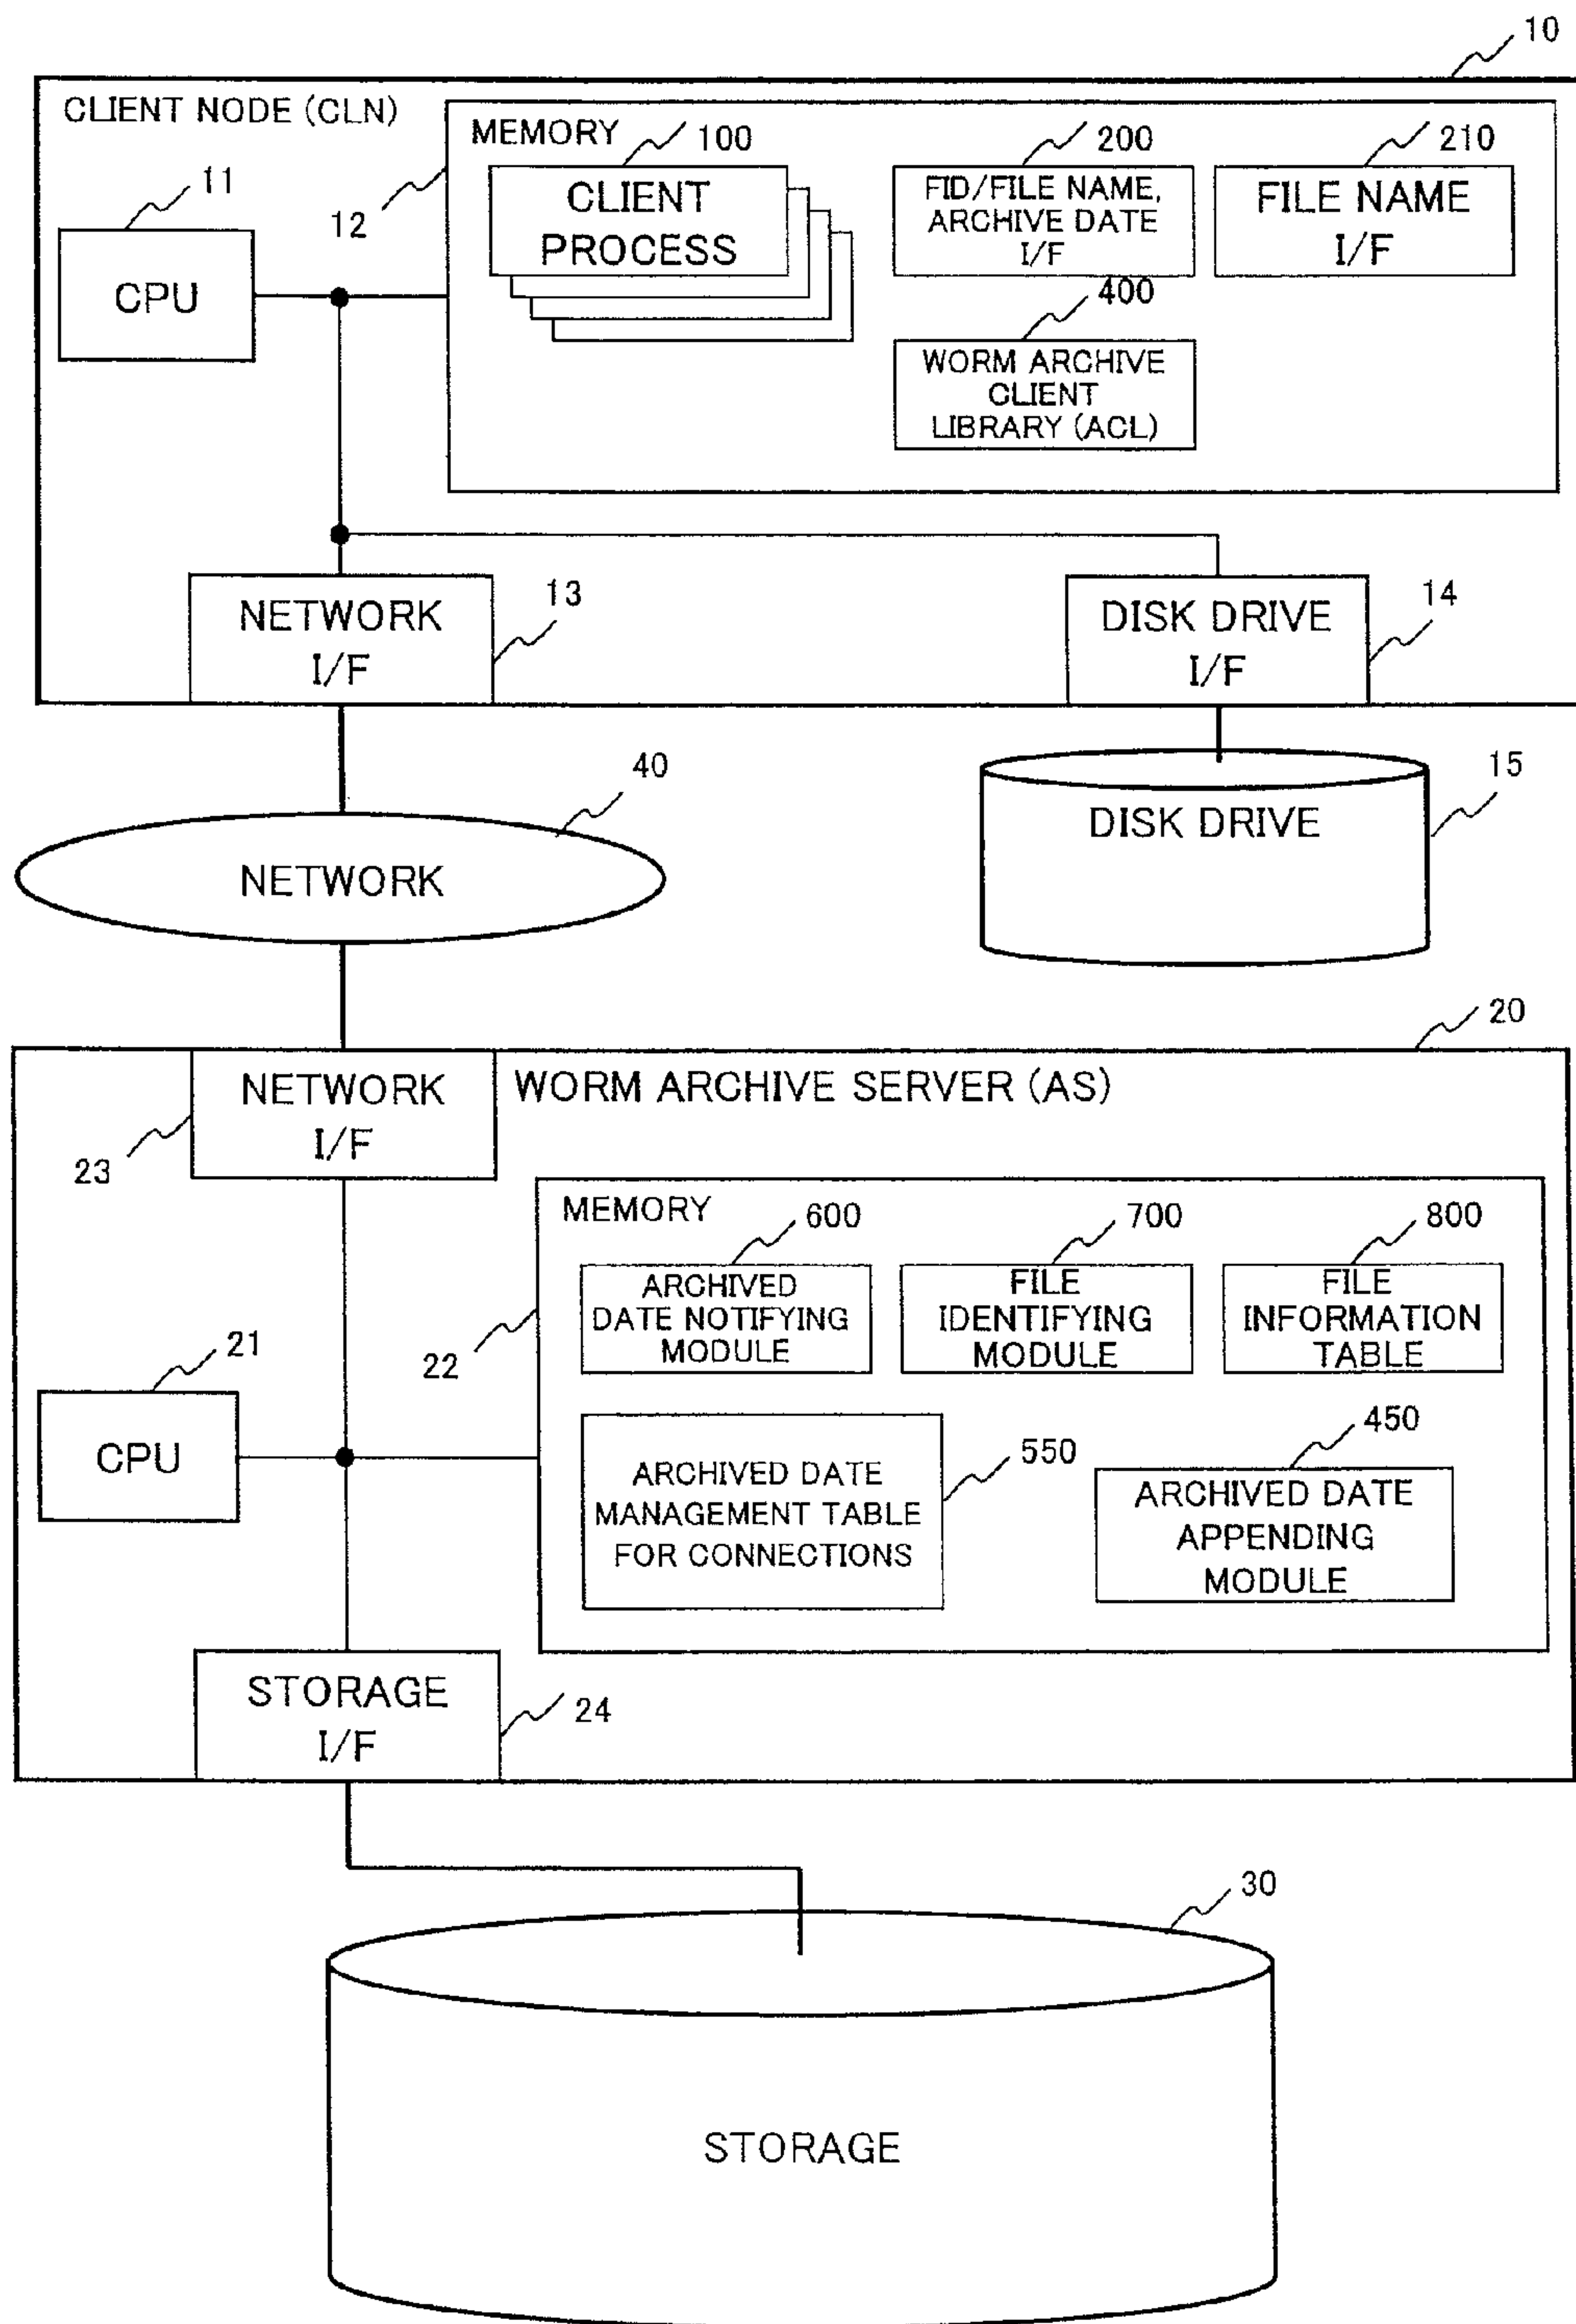 10
CLIENT NODE (CLN)
MEMORY
100
200
210
11
12
CLIENT
PROCESS
FID/FILE NAME,
ARCHIVE DATE
I/F
FILE NAME
I/F
CPU
400
WORM ARCHIVE
CLIENT
LIBRARY (ACL)
NETWORK
I/F
13
DISK DRIVE
I/F
14
40
15
DISK DRIVE
NETWORK
20
NETWORK
I/F
WORM ARCHIVE SERVER (AS)
23
MEMORY
600
700
800
ARCHIVED
DATE NOTIFYING
MODULE
FILE
IDENTIFYING
MODULE
FILE
INFORMATION
TABLE
21
22
CPU
450
550
ARCHIVED DATE
MANAGEMENT TABLE
FOR CONNECTIONS
ARCHIVED DATE
APPENDING
MODULE
STORAGE
I/F
24
30
STORAGE